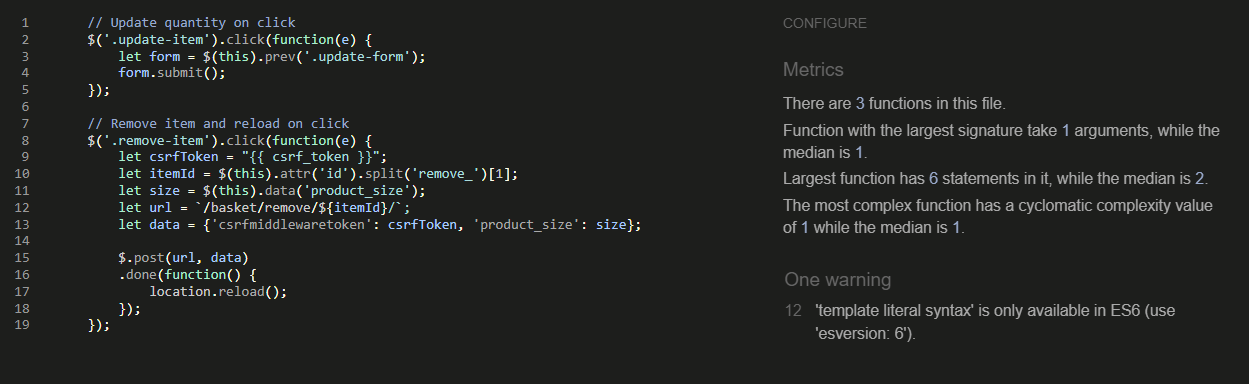 1 // Update quantity on click
2 $('.update-item').click(function(e) {
3 let form = $(this).prev('.update-form');
4 form.submit();
5 });
6
7 // Remove item and reload on click
8 $('.remove-item').click(function(e) {
9 let csrfToken = "{{ csrf_token }}";
10 let itemId = $(this).attr('id').split('remove_')[1];
11 let size = $(this).data('product_size');
12 let url = `/basket/remove/${itemId}/`;
13 let data = {'csrfmiddlewaretoken': csrfToken, 'product_size': size};
14
15 $.post(url, data)
16 .done(function() {
17 location.reload();
18 });
19 });
CONFIGURE
Metrics
There are 3 functions in this file.
Function with the largest signature take 1 arguments, while the
median is 1.
Largest function has 6 statements in it, while the median is 2.
The most complex function has a cyclomatic complexity value
of 1 while the median is 1.
One warning
12 'template literal syntax' is only available in ES6 (use
'esversion: 6').